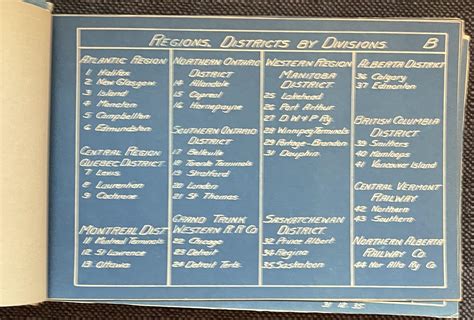 REGIONS, DISTRICTS BY DIVISIONS. B
ATLANTIC REGION
1 Halifax
2 New Glasgow
3 Island
4 Moncton
5 Campbellton
6 Edmundston
CENTRAL REGION
QUEBEC DISTRICT
7 Levis
8 Laurentian
9 Cochrane
MONTREAL DIST
11 Montreal Terminals
12 St Lawrence
13 Ottawa
NORTHERN ONTARIO
DISTRICT
14 Allandale
15 Capreol
16 Hornepayne
SOUTHERN ONTARIO
DISTRICT
17 Belleville
18 Toronto Terminals
19 Stratford
20 London
21 St Thomas
GRAND TRUNK
WESTERN R R CO
22 Chicago
23 Detroit
24 Detroit Terls.
WESTERN REGION
MANITOBA
DISTRICT
25 Lakehead
26 Port Arthur
27 D W & P Ry.
28 Winnipeg Terminals
29 Portage-Brandon
31 Dauphin
SASKATCHEWAN
DISTRICT
32 Prince Albert
34 Regina
35 Saskatoon
ALBERTA DISTRICT
36 Calgary
37 Edmonton
BRITISH COLUMBIA
DISTRICT
39 Smithers
40 Kamloops
41 Vancouver Island
CENTRAL VERMONT
RAILWAY
42 Northern
43 Southern
NORTHERN ALBERTA
RAILWAY CO.
44 Nor Alta Ry Co
31 12 35